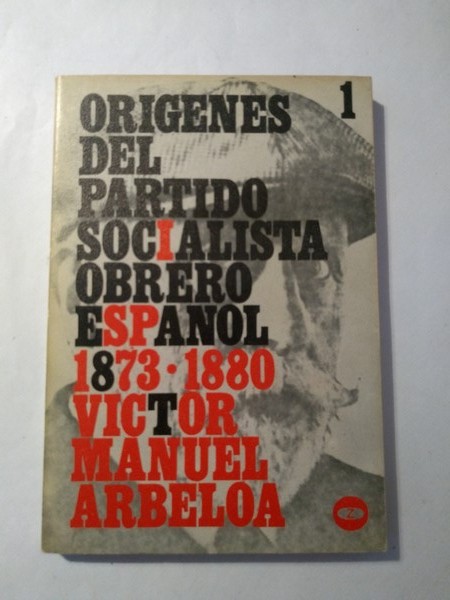 1
ORIGENES
DEL
PARTIDO
SOCIALISTA
OBRERO
ESPAÑOL
1873·1880
VICTOR
MANUEL
ARBELOA